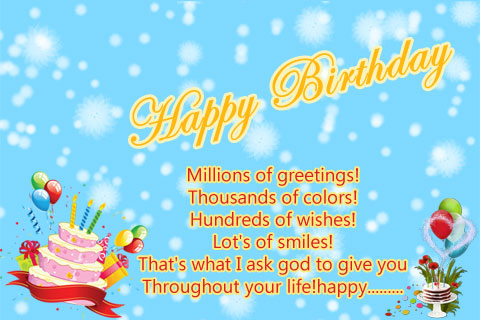 Happy Birthday
Millions of greetings!
Thousands of colors!
Hundreds of wishes!
Lot's of smiles!
That's what I ask god to give you
Throughout your life!happy.........